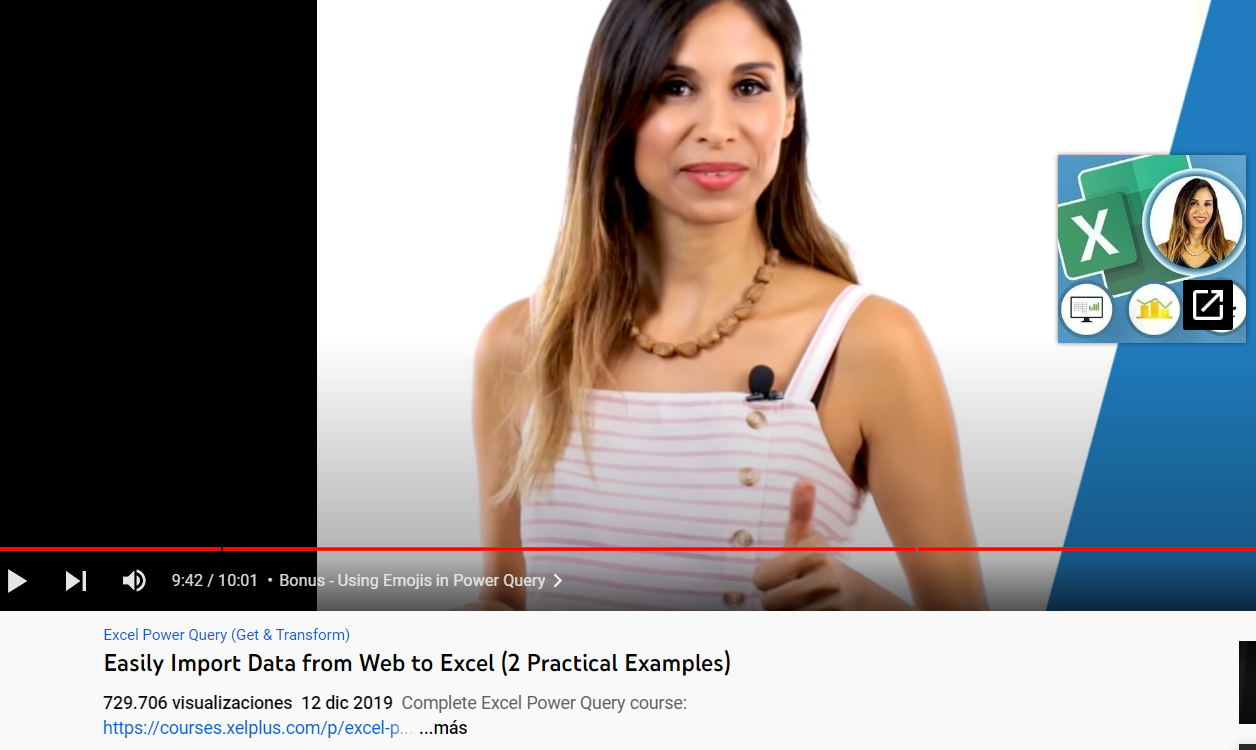 X
9:42 / 10:01 • Bonus - Using Emojis in Power Query
Excel Power Query (Get & Transform)
Easily Import Data from Web to Excel (2 Practical Examples)
729.706 visualizaciones 12 dic 2019 Complete Excel Power Query course:
https://courses.xelplus.com/p/excel-p... ...más